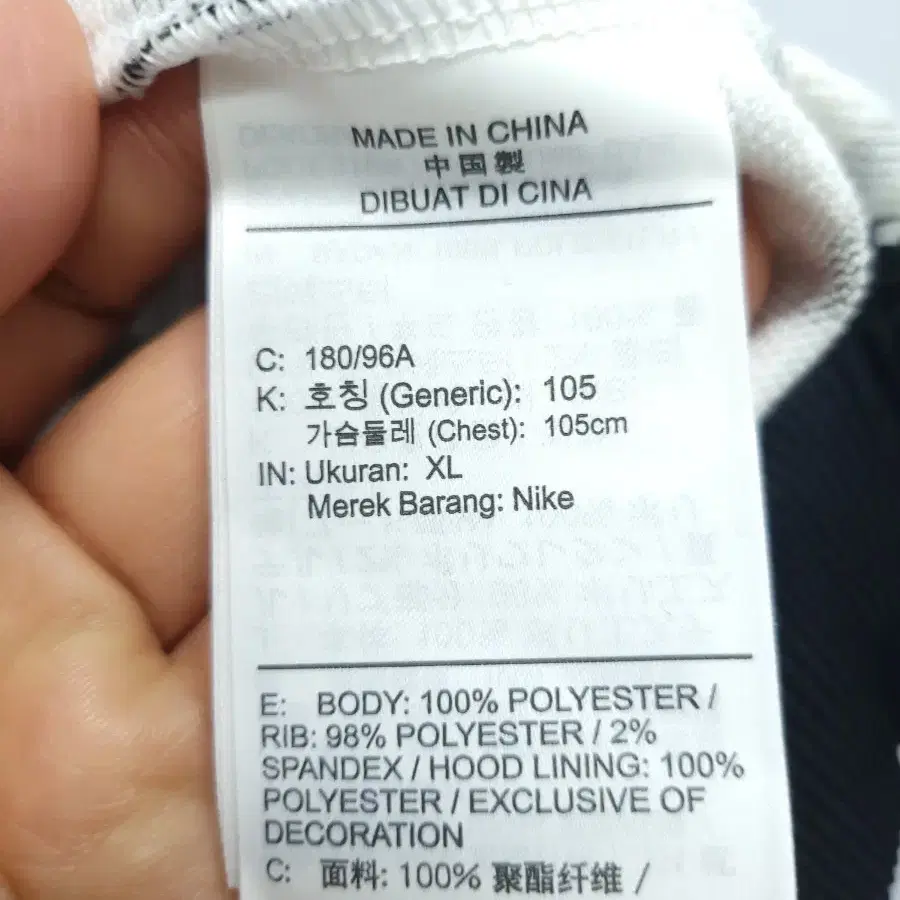 MADE IN CHINA
中国製
DIBUAT DI CINA
C: 180/96A
K: 호칭 (Generic): 105
가슴둘레 (Chest): 105cm
IN: Ukuran: XL
Merek Barang: Nike
E: BODY: 100% POLYESTER /
RIB: 98% POLYESTER / 2%
SPANDEX / HOOD LINING: 100%
POLYESTER / EXCLUSIVE OF
DECORATION
C: 面料: 100% 聚酯纤维 /